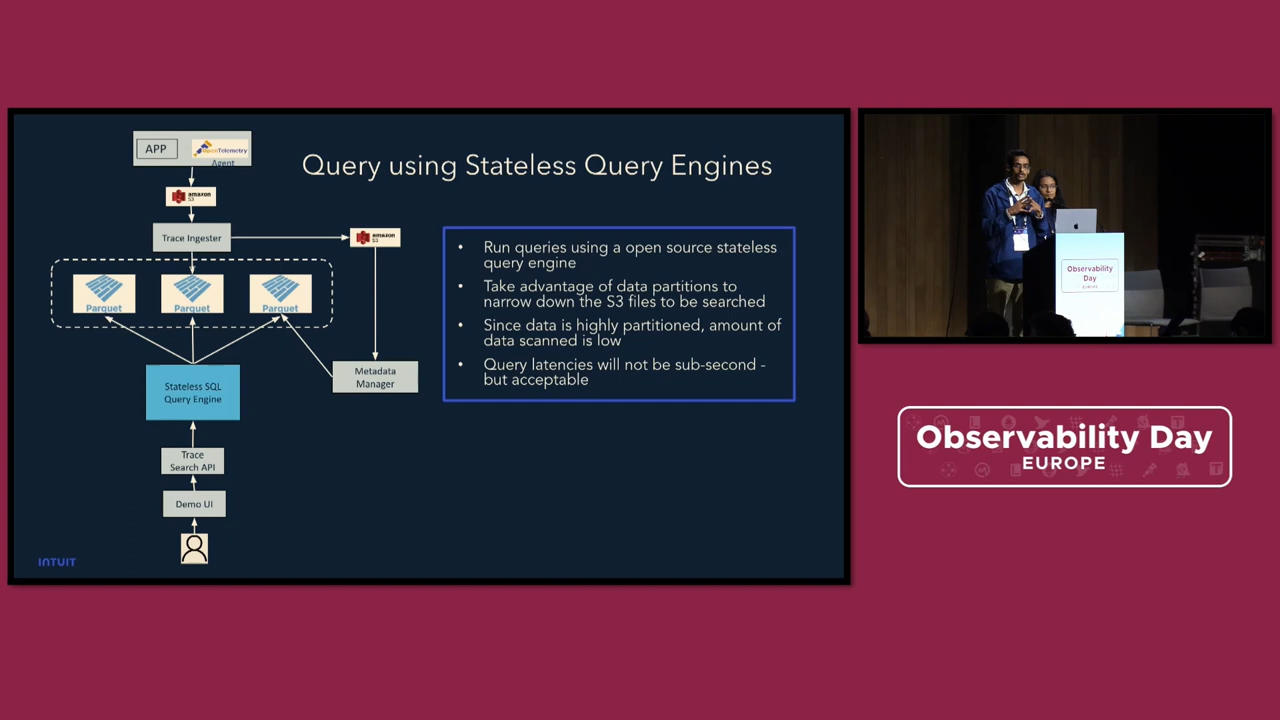 APP
OpenTelemetry
Agent
amazon
S3
Trace Ingester
amazon
S3
Parquet
Parquet
Parquet
Metadata
Manager
Stateless SQL
Query Engine
Trace
Search API
Demo UI
INTUIT
Query using Stateless Query Engines
• Run queries using a open source stateless
query engine
• Take advantage of data partitions to
narrow down the S3 files to be searched
• Since data is highly partitioned, amount of
data scanned is low
• Query latencies will not be sub-second -
but acceptable
Observability
Day
EUROPE
Observability Day
EUROPE